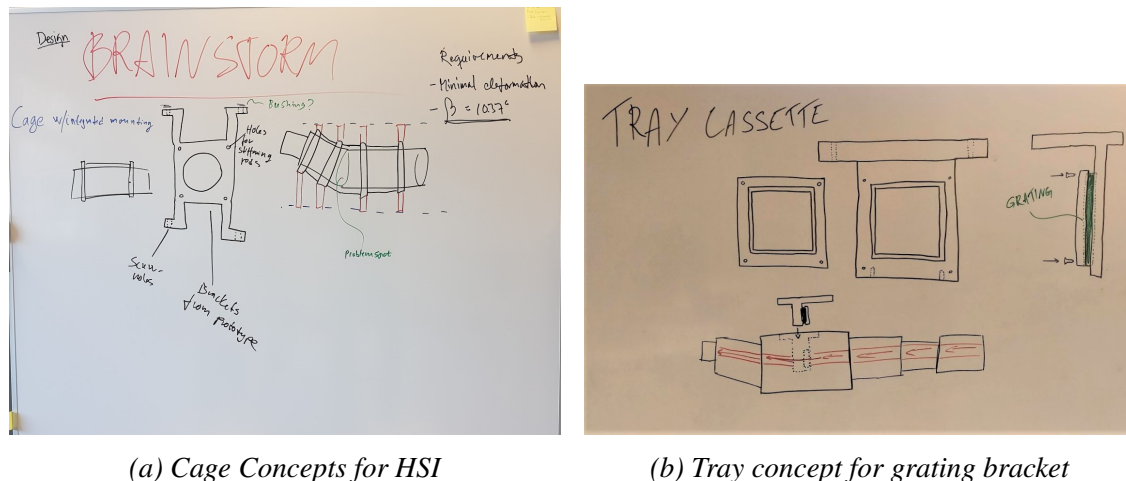 Design
BRAINSTORM
Requirements
- Minimal deformation
- β = 10.37°
Bushing?
Cage w/integrated mounting
Holes
for
stiffening
rods
Problem spot
Screw-
holes
Brackets
from prototype
(a) Cage Concepts for HSI
TRAY CASSETTE
GRATING
(b) Tray concept for grating bracket